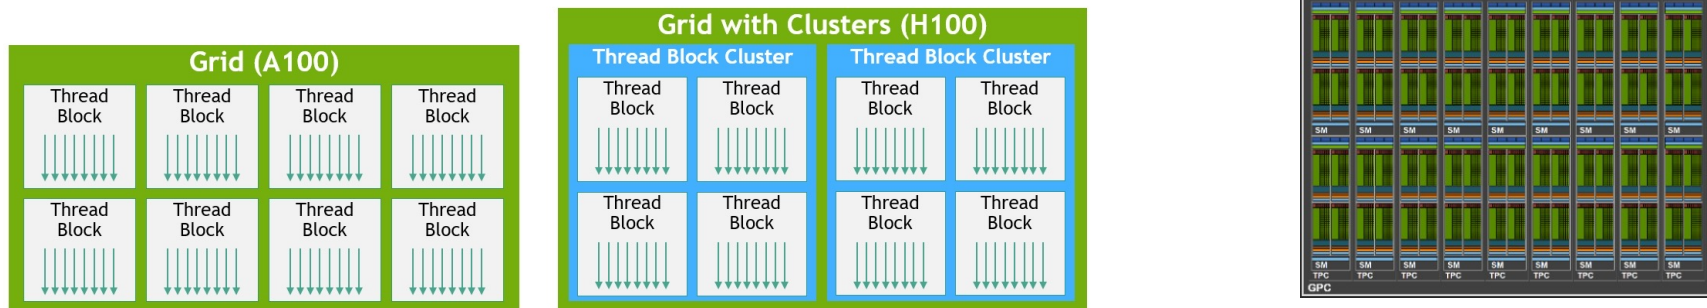 Grid (A100)
Thread
Block
Thread
Block
Thread
Block
Thread
Block
Thread
Block
Thread
Block
Thread
Block
Thread
Block
Grid with Clusters (H100)
Thread Block Cluster
Thread
Block
Thread
Block
Thread
Block
Thread
Block
Thread Block Cluster
Thread
Block
Thread
Block
Thread
Block
Thread
Block
SM SM SM SM SM SM SM SM SM
SM SM SM SM SM SM SM SM SM
TPC TPC TPC TPC TPC TPC TPC TPC TPC
GPC